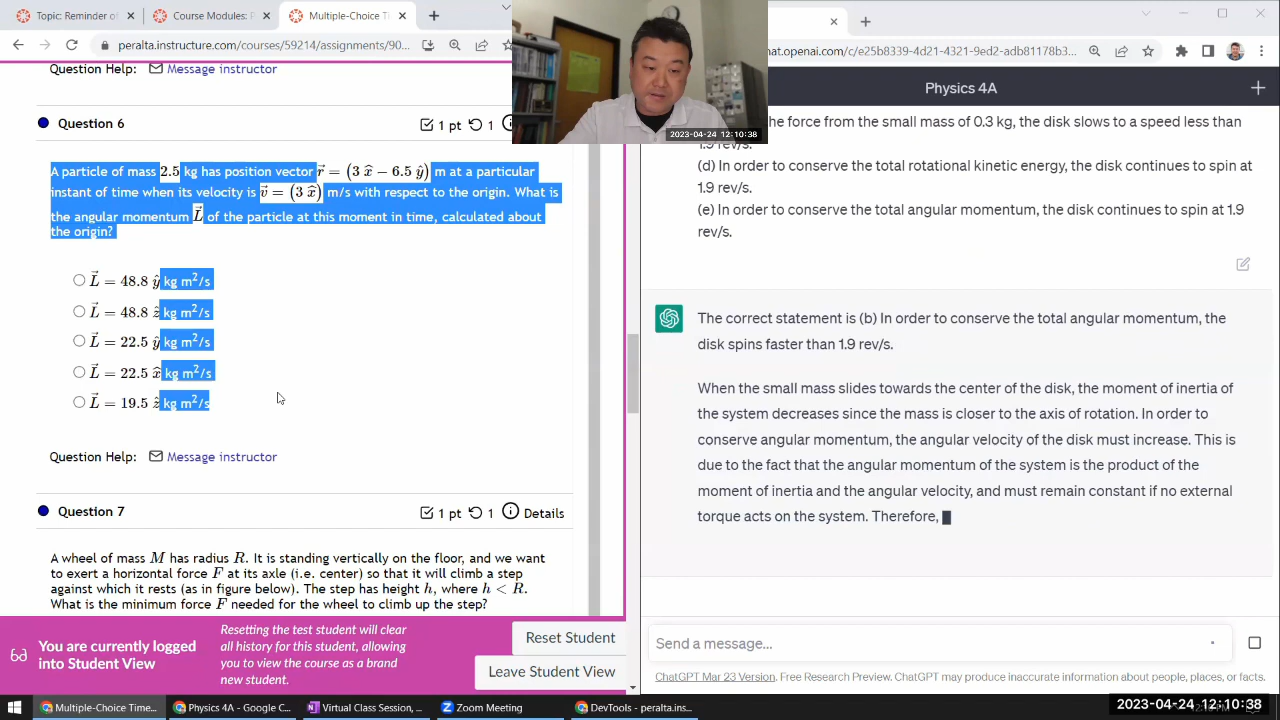 Topic: Reminder of
Course Modules: P
Multiple-Choice T
peralta.instructure.com/courses/59214/assignments/90...
Question Help: Message instructor
Question 6
1 pt 1
A particle of mass 2.5 kg has position vector r⃗ = (3 x̂ − 6.5 ŷ) m at a particular
instant of time when its velocity is v⃗ = (3 x̂) m/s with respect to the origin. What is
the angular momentum L⃗ of the particle at this moment in time, calculated about
the origin?
L⃗ = 48.8 ŷ kg m²/s
L⃗ = 48.8 ẑ kg m²/s
L⃗ = 22.5 ŷ kg m²/s
L⃗ = 22.5 x̂ kg m²/s
L⃗ = 19.5 ẑ kg m²/s
Question Help: Message instructor
Question 7
1 pt 1 Details
A wheel of mass M has radius R. It is standing vertically on the floor, and we want
to exert a horizontal force F at its axle (i.e. center) so that it will climb a step
against which it rests (as in figure below). The step has height h, where h < R.
What is the minimum force F needed for the wheel to climb up the step?
You are currently logged
into Student View
Resetting the test student will clear
all history for this student, allowing
you to view the course as a brand
new student.
Reset Student
Leave Student View
2023-04-24 12:10:38
hat.openai.com/c/e25b8339-4d21-4321-9ed2-adb81178b3...
Physics 4A
the force from the small mass of 0.3 kg, the disk slows to a speed less than
1.9 rev/s.
(d) In order to conserve the total rotational kinetic energy, the disk continues to spin at
1.9 rev/s.
(e) In order to conserve the total angular momentum, the disk continues to spin at 1.9
rev/s.
The correct statement is (b) In order to conserve the total angular momentum, the
disk spins faster than 1.9 rev/s.
When the small mass slides towards the center of the disk, the moment of inertia of
the system decreases since the mass is closer to the axis of rotation. In order to
conserve angular momentum, the angular velocity of the disk must increase. This is
due to the fact that the angular momentum of the system is the product of the
moment of inertia and the angular velocity, and must remain constant if no external
torque acts on the system. Therefore,
Send a message...
ChatGPT Mar 23 Version. Free Research Preview. ChatGPT may produce inaccurate information about people, places, or facts.
Multiple-Choice Time...
Physics 4A - Google C...
Virtual Class Session, ...
Zoom Meeting
DevTools - peralta.ins...
2023-04-24 12:10:38